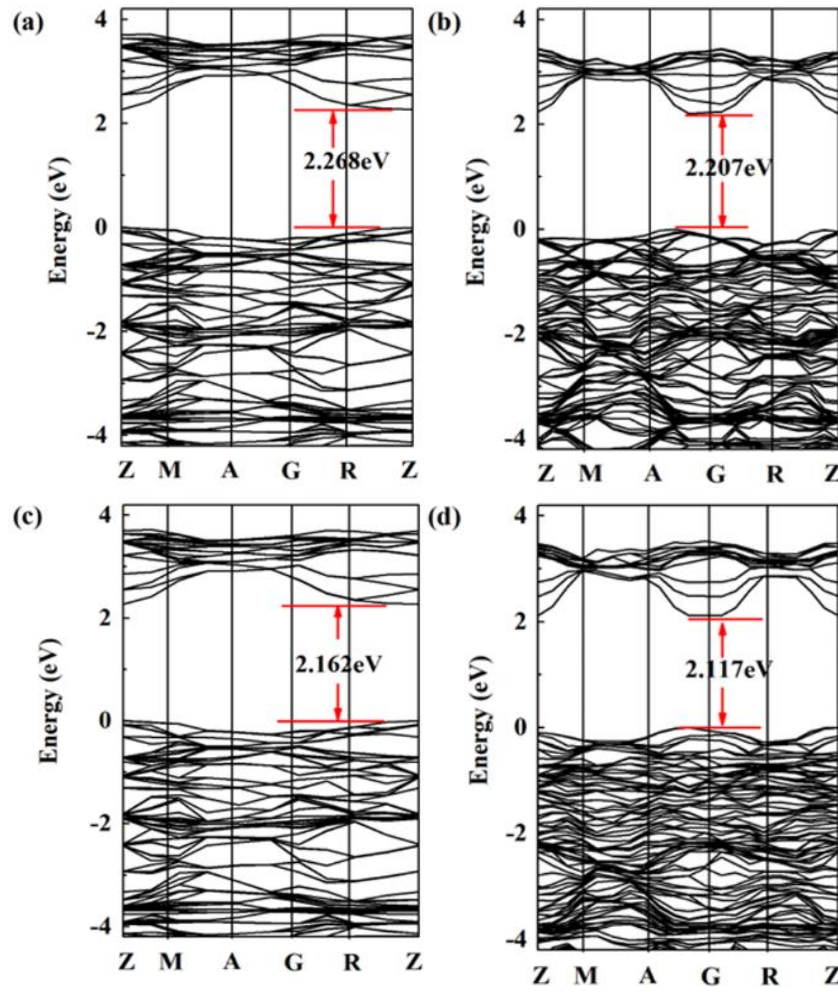 (a)
4
2
0
-2
-4
Energy (eV)
2.268eV
Z M A G R Z
(b)
4
2
0
-2
-4
Energy (eV)
2.207eV
Z M A G R Z
(c)
4
2
0
-2
-4
Energy (eV)
2.162eV
Z M A G R Z
(d)
4
2
0
-2
-4
Energy (eV)
2.117eV
Z M A G R Z